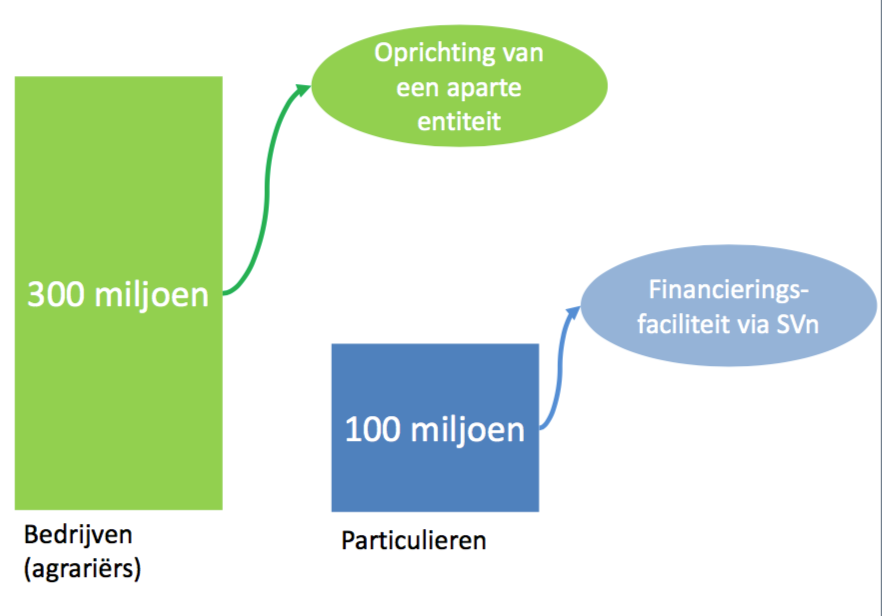 Oprichting van
een aparte
entiteit
300 miljoen
Financierings-
faciliteit via SVn
100 miljoen
Bedrijven
(agrariërs)
Particulieren